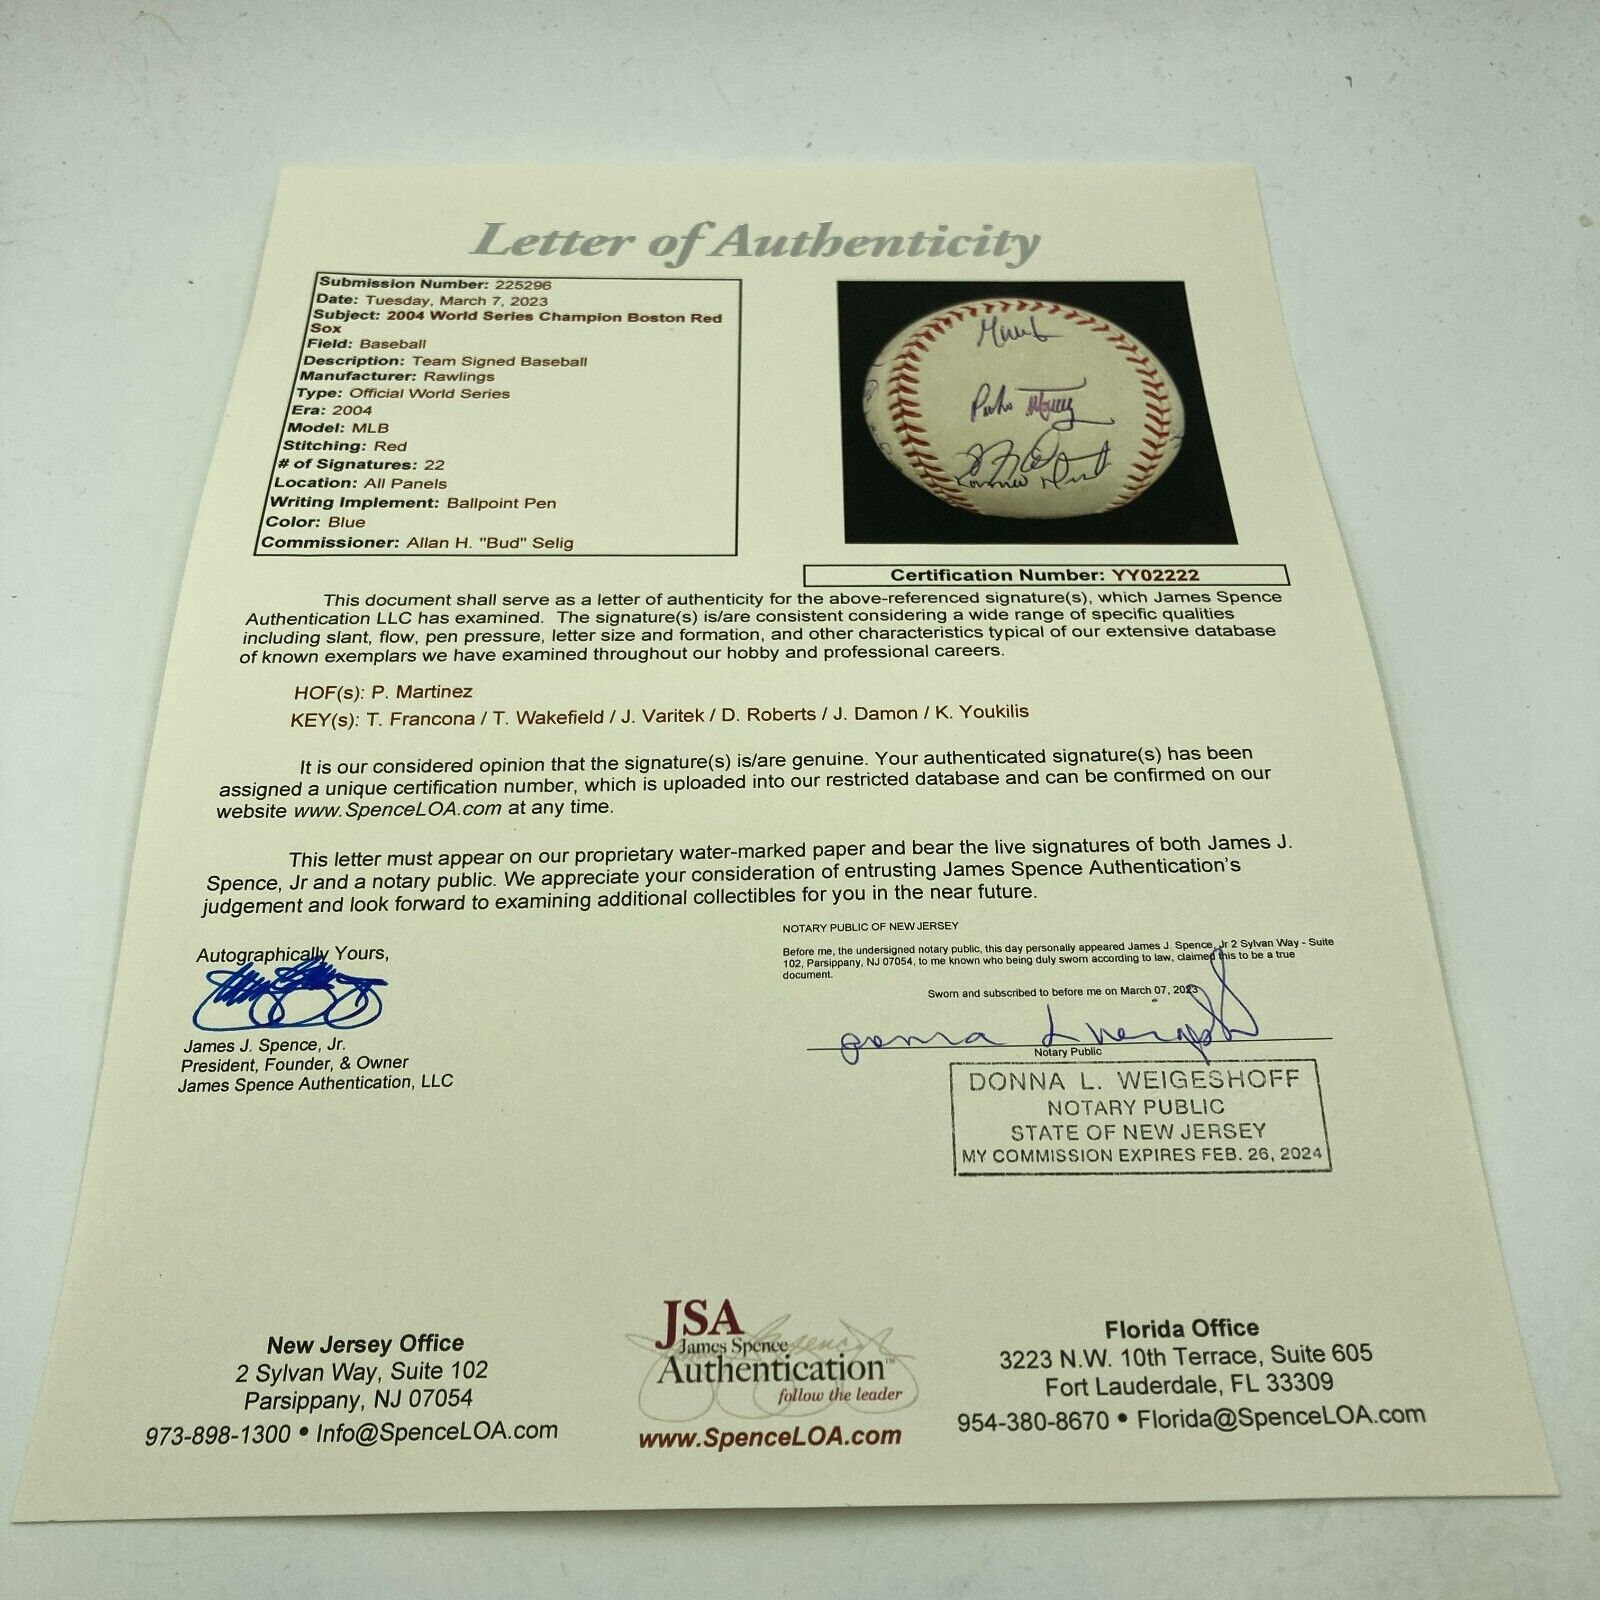 Letter of Authenticity
Submission Number: 225296
Date: Tuesday, March 7, 2023
Subject: 2004 World Series Champion Boston Red
Sox
Field: Baseball
Description: Team Signed Baseball
Manufacturer: Rawlings
Type: Official World Series
Era: 2004
Model: MLB
Stitching: Red
# of Signatures: 22
Location: All Panels
Writing Implement: Ballpoint Pen
Color: Blue
Commissioner: Allan H. "Bud" Selig
Certification Number: YY02222
This document shall serve as a letter of authenticity for the above-referenced signature(s), which James Spence
Authentication LLC has examined. The signature(s) is/are consistent considering a wide range of specific qualities
including slant, flow, pen pressure, letter size and formation, and other characteristics typical of our extensive database
of known exemplars we have examined throughout our hobby and professional careers.
HOF(s): P. Martinez
KEY(s): T. Francona / T. Wakefield / J. Varitek / D. Roberts / J. Damon / K. Youkilis
It is our considered opinion that the signature(s) is/are genuine. Your authenticated signature(s) has been
assigned a unique certification number, which is uploaded into our restricted database and can be confirmed on our
website www.SpenceLOA.com at any time.
This letter must appear on our proprietary water-marked paper and bear the live signatures of both James J.
Spence, Jr and a notary public. We appreciate your consideration of entrusting James Spence Authentication's
judgement and look forward to examining additional collectibles for you in the near future.
NOTARY PUBLIC OF NEW JERSEY
Before me, the undersigned notary public, this day personally appeared James J. Spence, Jr 2 Sylvan Way - Suite
102, Parsippany, NJ 07054, to me known who being duly sworn according to law, claimed this to be a true
document.
Sworn and subscribed to before me on March 07, 2023
Notary Public
DONNA L. WEIGESHOFF
NOTARY PUBLIC
STATE OF NEW JERSEY
MY COMMISSION EXPIRES FEB. 26, 2024
Autographically Yours,
James J. Spence, Jr.
President, Founder, & Owner
James Spence Authentication, LLC
New Jersey Office
2 Sylvan Way, Suite 102
Parsippany, NJ 07054
973-898-1300 • Info@SpenceLOA.com
JSA
James Spence
Authentication™
follow the leader
www.SpenceLOA.com
Florida Office
3223 N.W. 10th Terrace, Suite 605
Fort Lauderdale, FL 33309
954-380-8670 • Florida@SpenceLOA.com